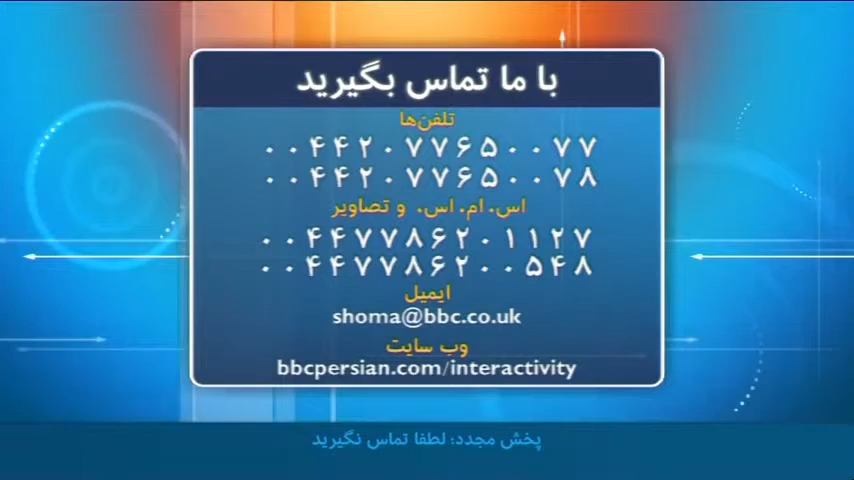 با ما تماس بگیرید
تلفن‌ها
۰۰۴۴۲۰۷۷۶۵۰۰۷۷
۰۰۴۴۲۰۷۷۶۵۰۰۷۸
اس. ام. اس. و تصاویر
۰۰۴۴۷۷۸۶۲۰۱۱۲۷
۰۰۴۴۷۷۸۶۲۰۰۵۴۸
ایمیل
shoma@bbc.co.uk
وب سایت
bbcpersian.com/interactivity
پخش مجدد؛ لطفا تماس نگیرید